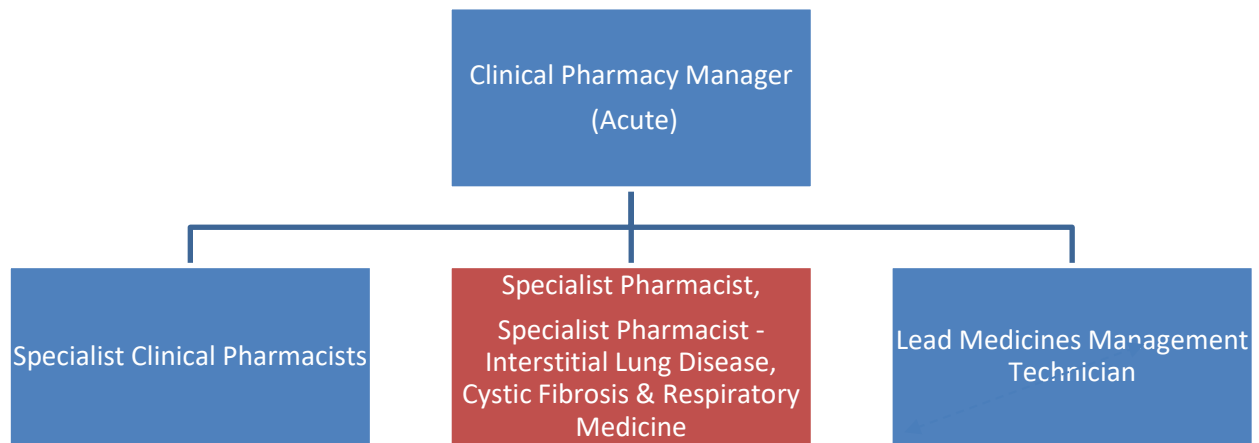 Clinical Pharmacy Manager
(Acute)
Specialist Clinical Pharmacists
Specialist Pharmacist,
Specialist Pharmacist -
Interstitial Lung Disease,
Cystic Fibrosis & Respiratory
Medicine
Lead Medicines Management
Technician